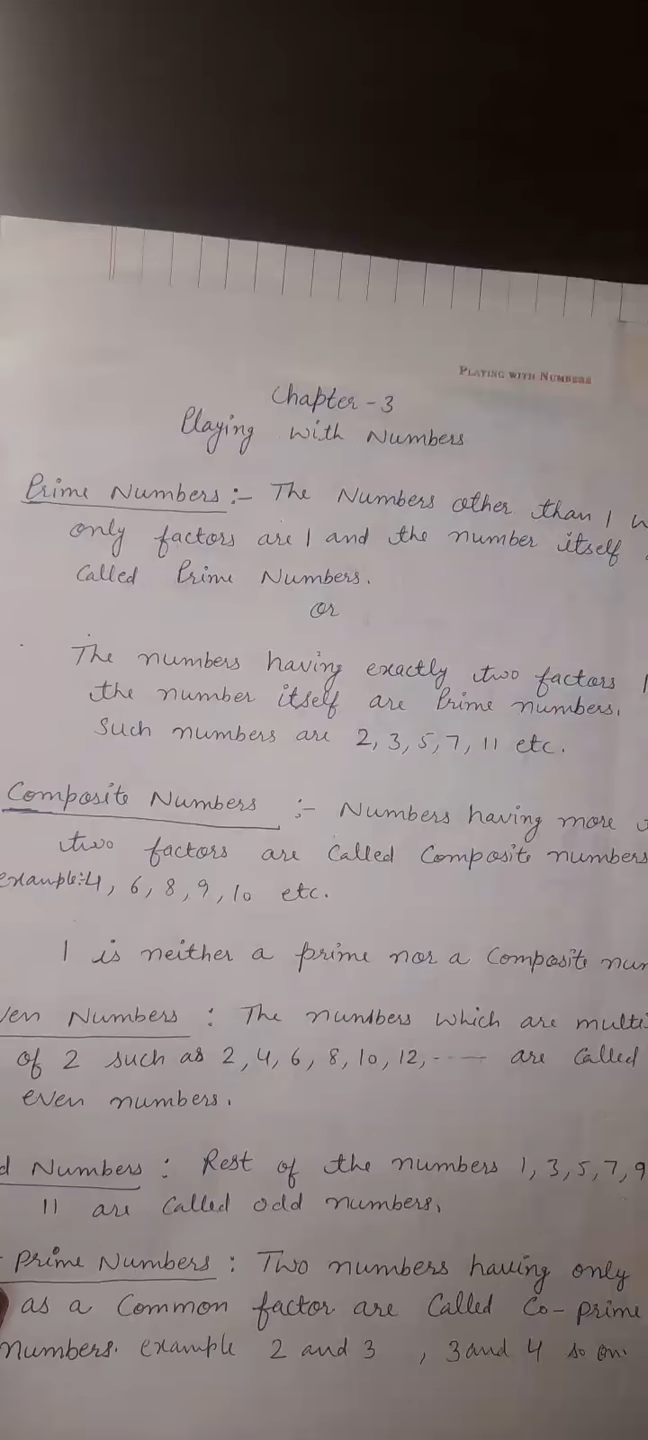 PLAYING WITH NUMBERS
Chapter - 3
Playing with Numbers
Prime Numbers :- The Numbers other than 1
only factors are 1 and the number itself
Called Prime Numbers.
or
The numbers having exactly two factors 1
the number itself are Prime numbers.
Such numbers are 2, 3, 5, 7, 11 etc.
Composite Numbers :- Numbers having more
two factors are Called Composite numbers
example:- 4, 6, 8, 9, 10 etc.
1 is neither a prime nor a Composite num
ven Numbers : The numbers which are multi
of 2 such as 2, 4, 6, 8, 10, 12, ---- are Called
even numbers.
d Numbers : Rest of the numbers 1, 3, 5, 7, 9
11 are Called odd numbers.
- Prime Numbers : Two numbers having only
as a Common factor are Called Co-prime
numbers. example 2 and 3 , 3 and 4 so on.